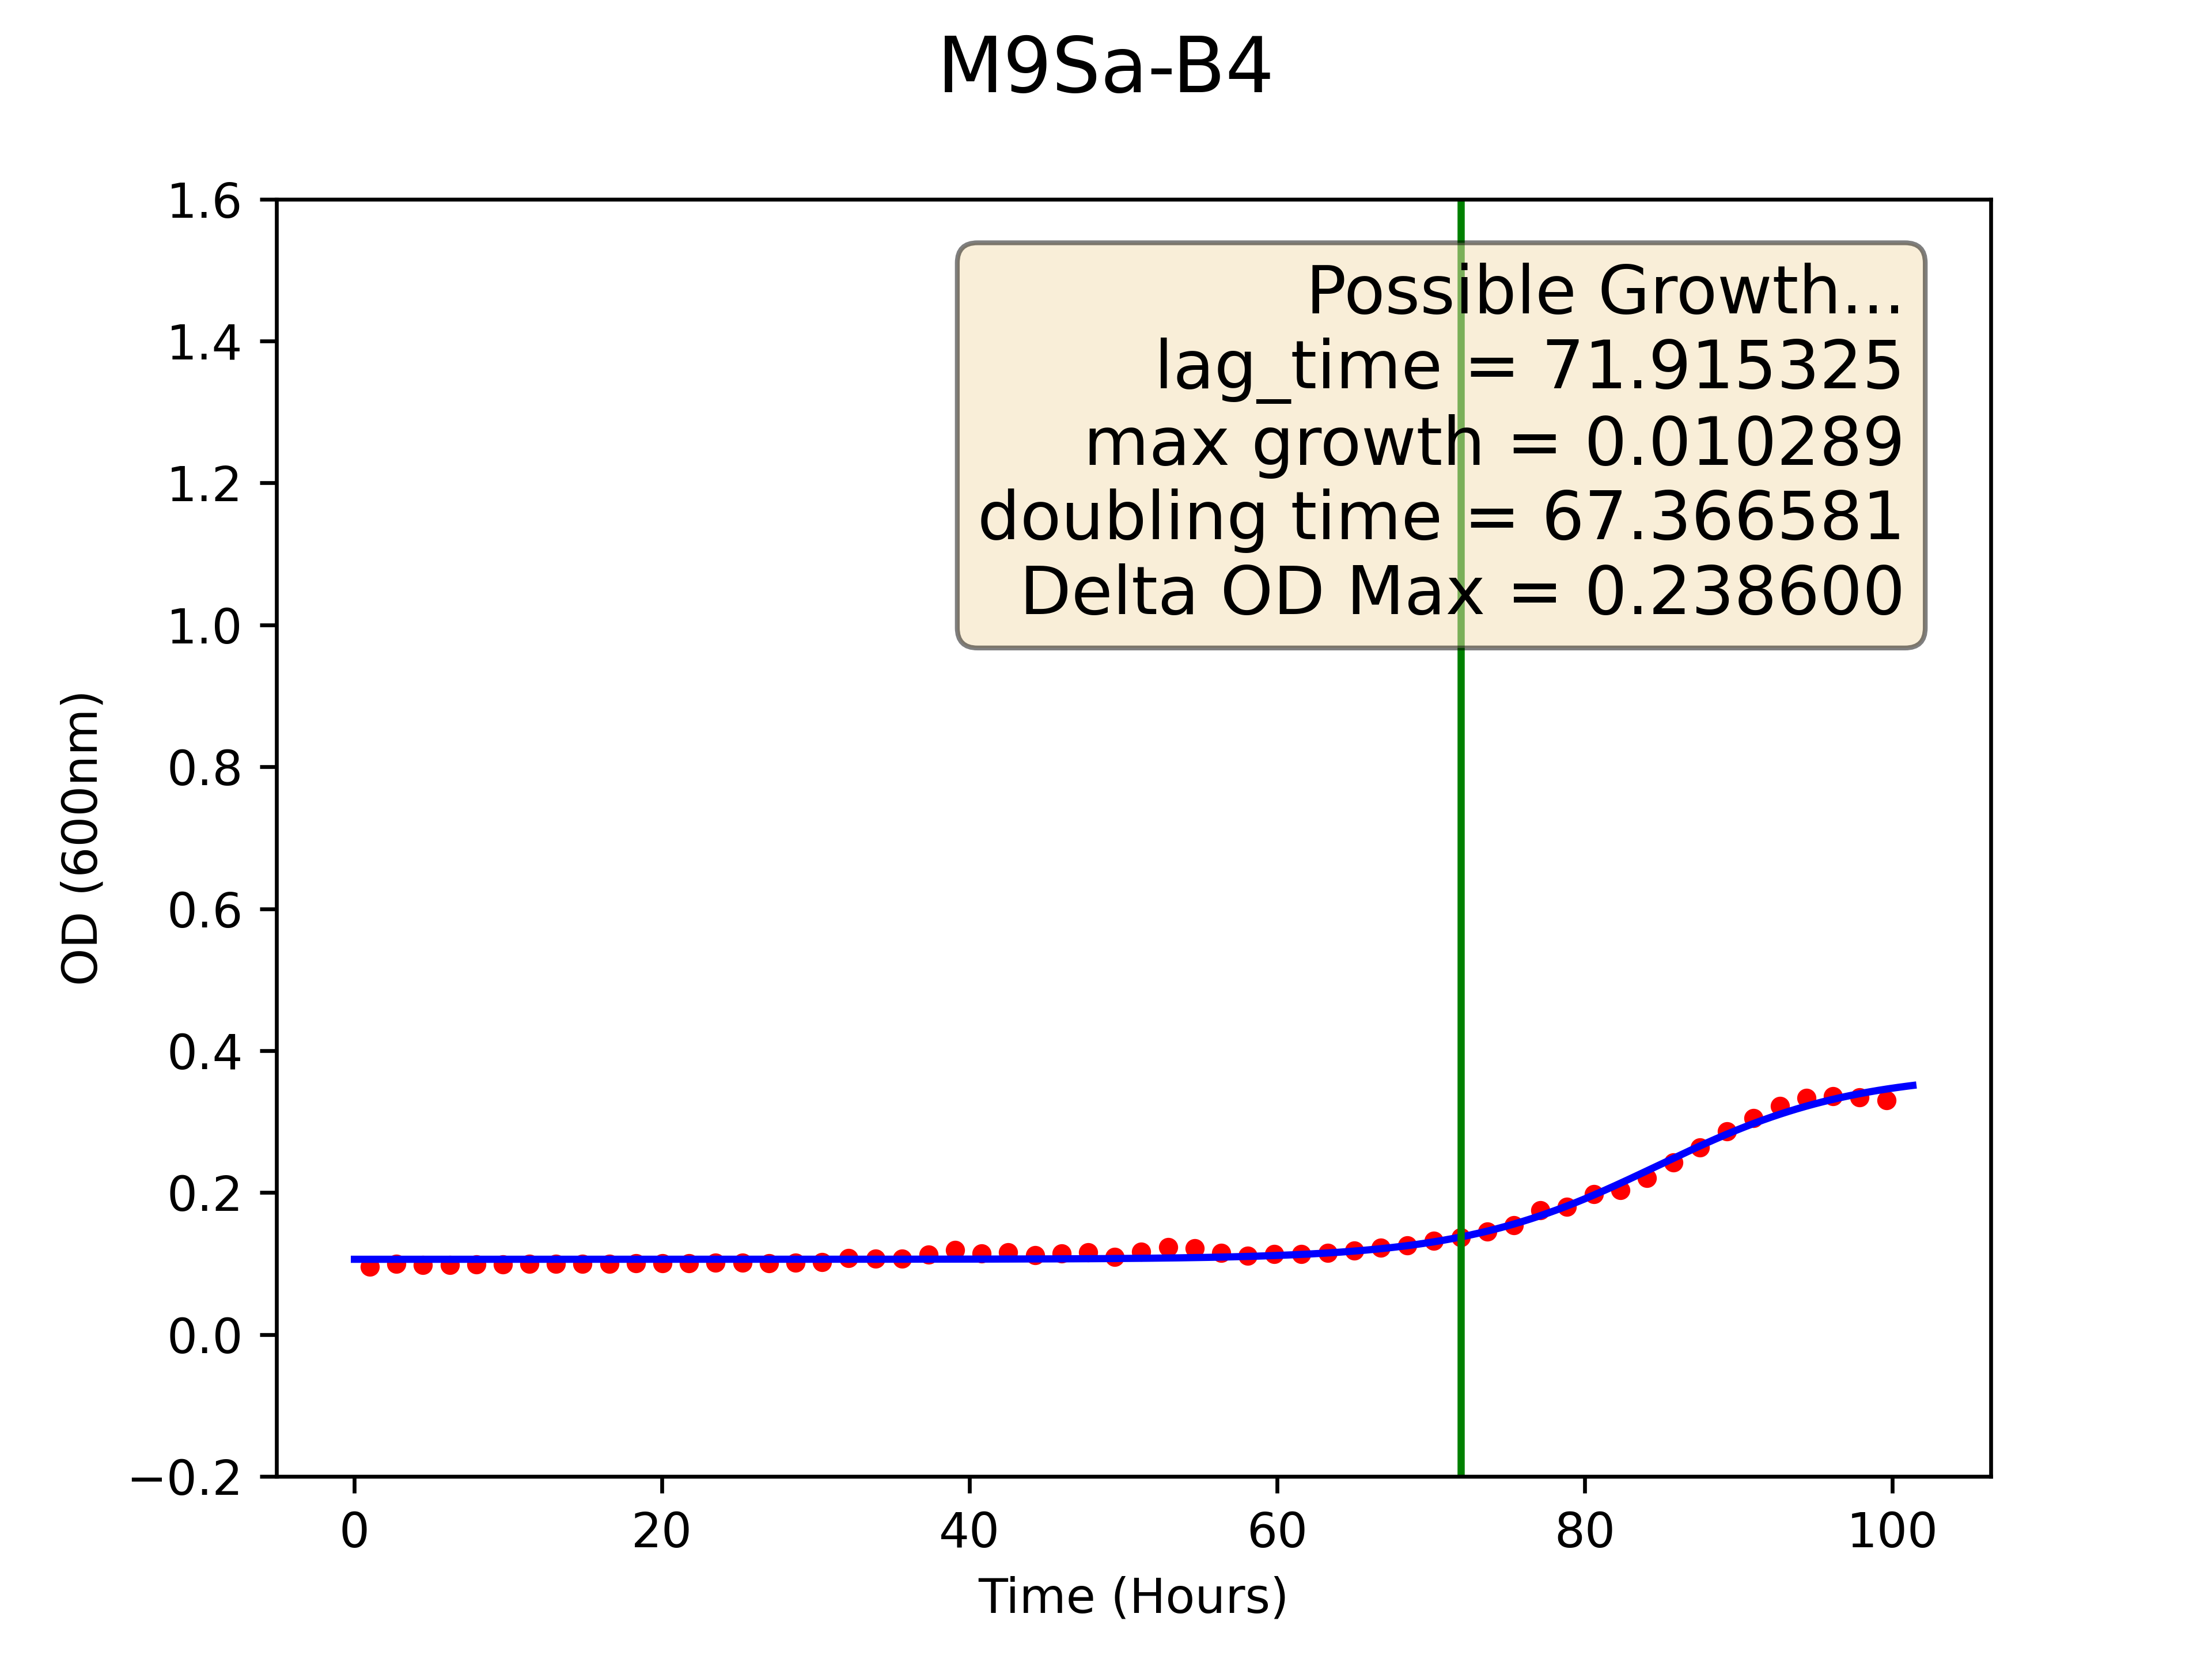 M9Sa-B4
Possible Growth...
lag_time = 71.915325
max growth = 0.010289
doubling time = 67.366581
Delta OD Max = 0.238600
1.6
1.4
1.2
1.0
0.8
0.6
0.4
0.2
0.0
−0.2
OD (600nm)
0 20 40 60 80 100
Time (Hours)